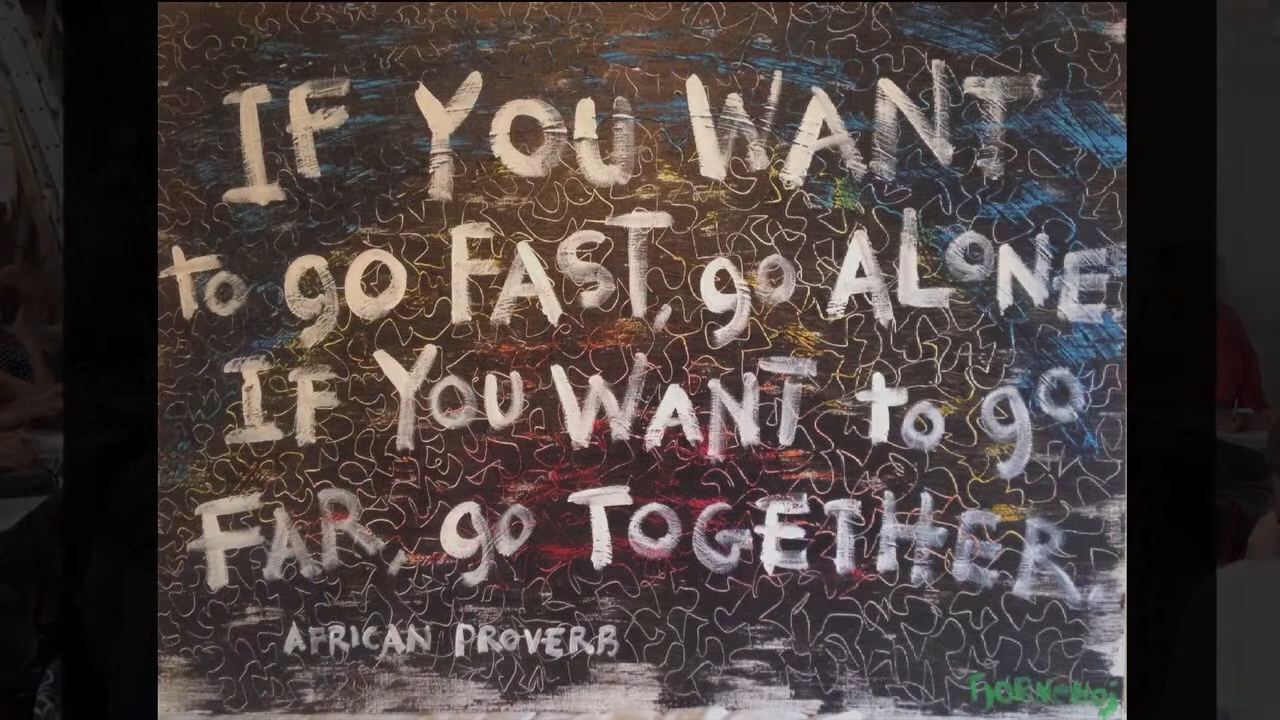 IF YOU WANT
to go FAST, go ALONE
IF YOU WANT to go
FAR, go TOGETHER.
AFRICAN PROVERB